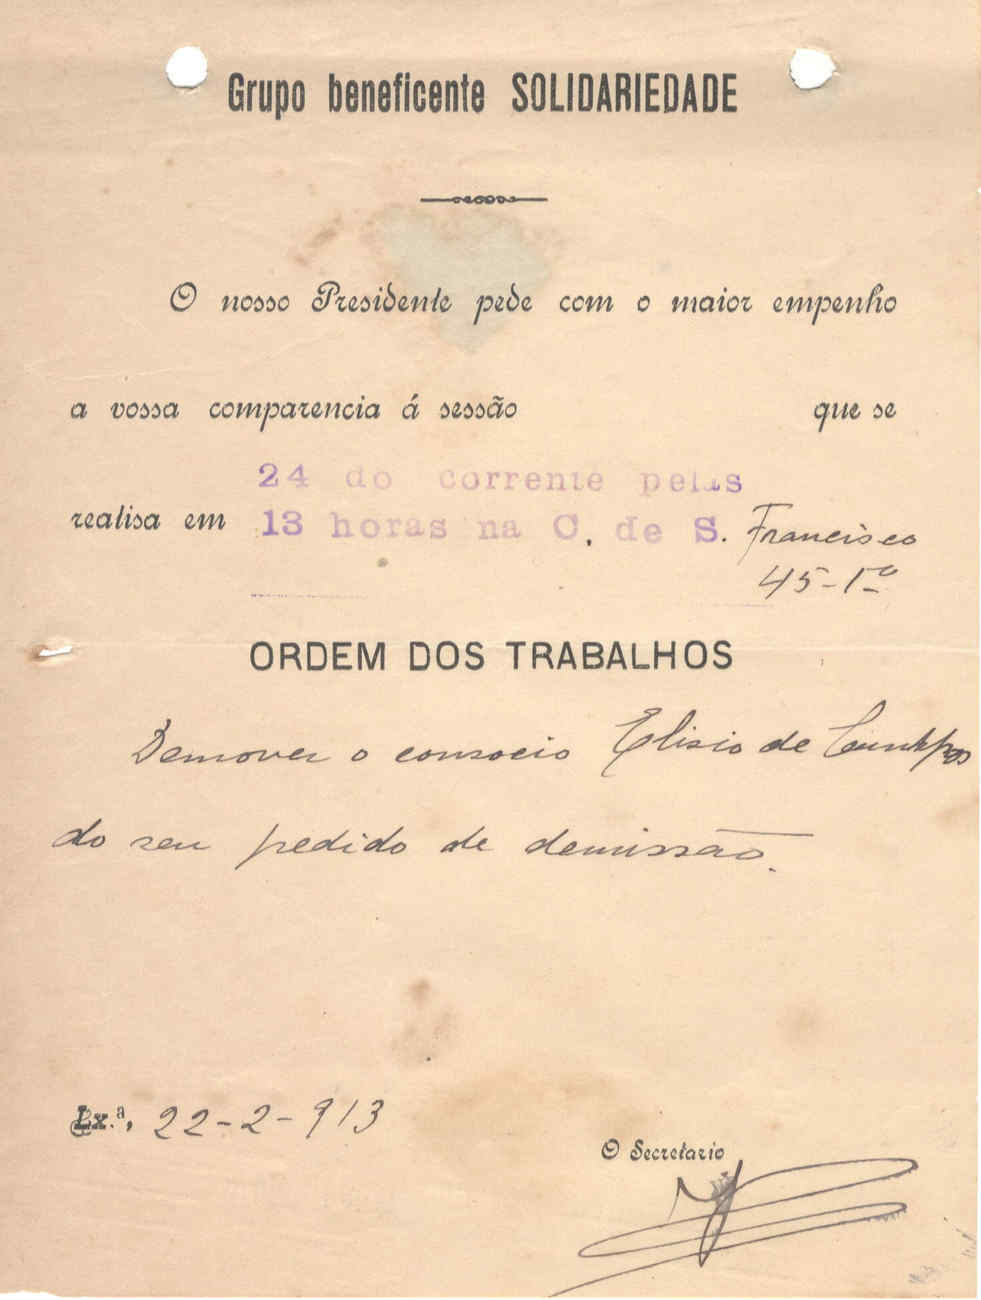 Grupo beneficente SOLIDARIEDADE
O nosso Presidente pede com o maior empenho
a vossa comparencia á sessão que se
24 do corrente pelas
realisa em 13 horas na C. de S. Francisco
45-1º
ORDEM DOS TRABALHOS
Demover o consocio Elisio de Campos
do seu pedido de demissão.
Lx.ª, 22-2-913
O Secretario